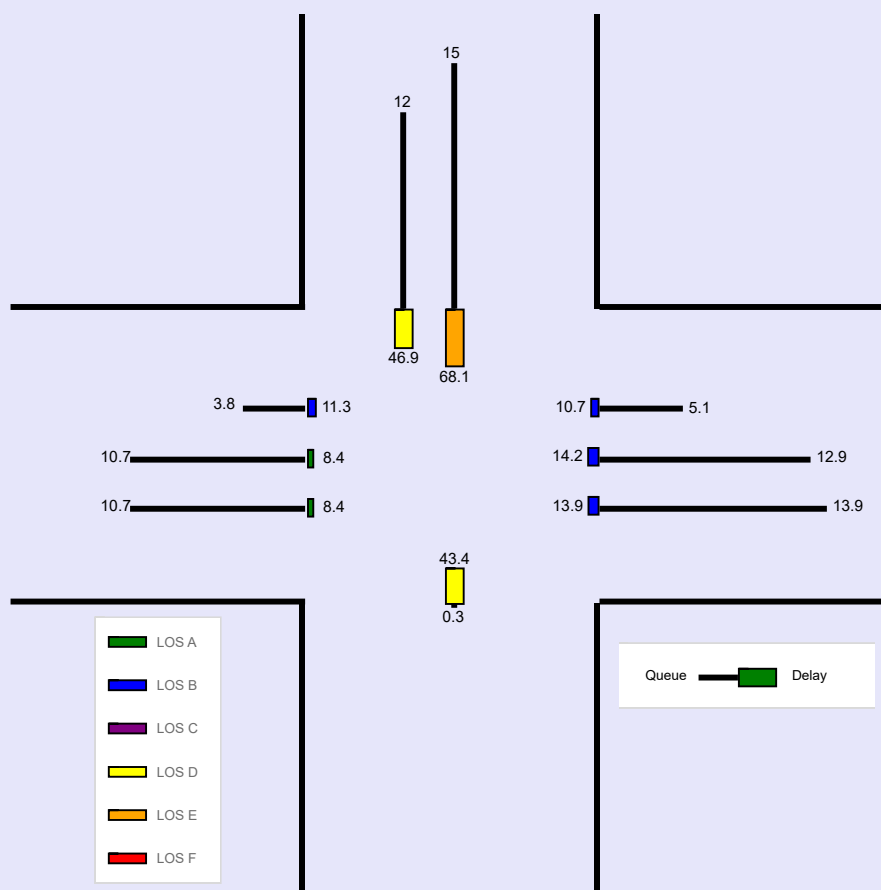 15
12
46.9
68.1
3.8 11.3 10.7 5.1
10.7 8.4 14.2 12.9
10.7 8.4 13.9 13.9
43.4
0.3
LOS A
LOS B
LOS C
LOS D
LOS E
LOS F
Queue Delay